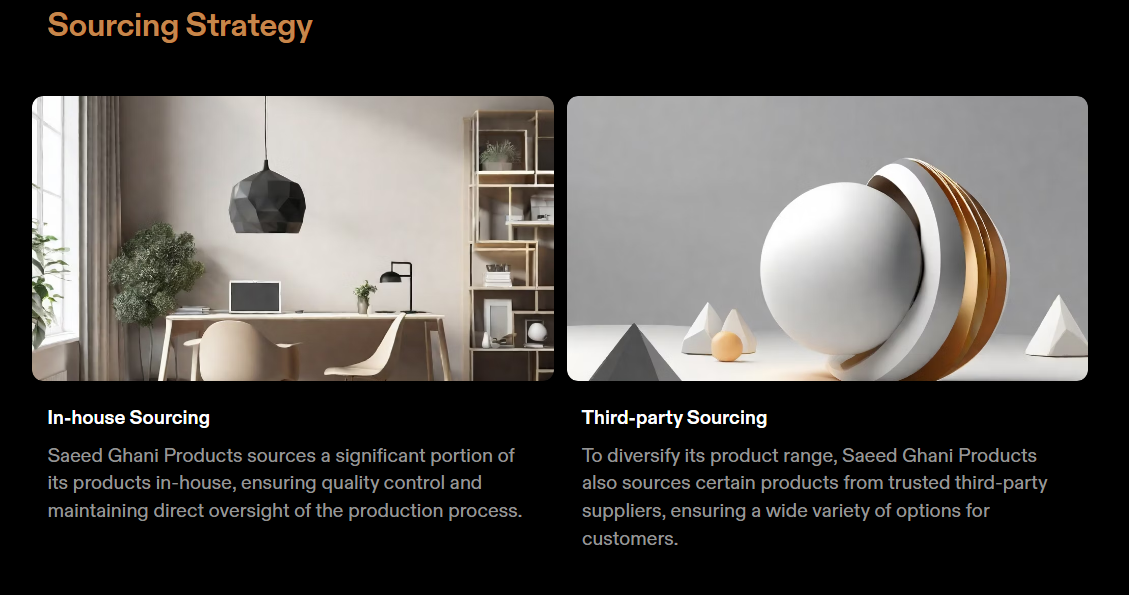 Sourcing Strategy
In-house Sourcing
Saeed Ghani Products sources a significant portion of
its products in-house, ensuring quality control and
maintaining direct oversight of the production process.
Third-party Sourcing
To diversify its product range, Saeed Ghani Products
also sources certain products from trusted third-party
suppliers, ensuring a wide variety of options for
customers.